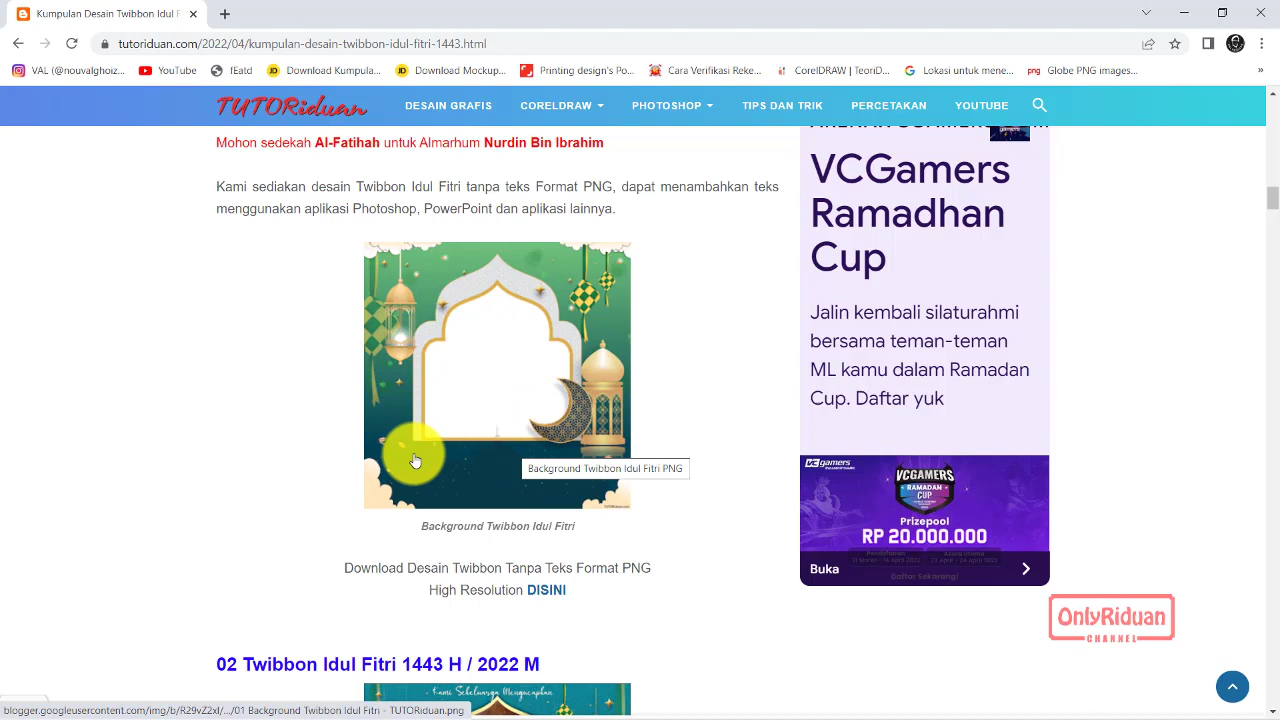 Kumpulan Desain Twibbon Idul F
tutoriduan.com/2022/04/kumpulan-desain-twibbon-idul-fitri-1443.html
VAL (@nouvalghoiz...
YouTube
fEatd
Download Kumpula...
Download Mockup...
Printing design's Po...
Cara Verifikasi Reke...
CorelDRAW | TeoriD...
Lokasi untuk mene...
png Globe PNG images...
»
TUTORiduan
DESAIN GRAFIS
CORELDRAW
PHOTOSHOP
TIPS DAN TRIK
PERCETAKAN
YOUTUBE
Mohon sedekah Al-Fatihah untuk Almarhum Nurdin Bin Ibrahim
Kami sediakan desain Twibbon Idul Fitri tanpa teks Format PNG, dapat menambahkan teks
menggunakan aplikasi Photoshop, PowerPoint dan aplikasi lainnya.
Background Twibbon Idul Fitri PNG
Background Twibbon Idul Fitri
Download Desain Twibbon Tanpa Teks Format PNG
High Resolution DISINI
02 Twibbon Idul Fitri 1443 H / 2022 M
Kami Sekeluarga Mengucapkan
VCGamers
Ramadhan
Cup
Jalin kembali silaturahmi
bersama teman-teman
ML kamu dalam Ramadan
Cup. Daftar yuk
VCgamers
VCGAMERS
RAMADAN
CUP
Prizepool
RP 20.000.000
Daftar Sekarang!
Buka
OnlyRiduan
CHANNEL
blogger.googleusercontent.com/img/b/R29vZ2xl/.../01 Background Twibbon Idul Fitri - TUTORiduan.png